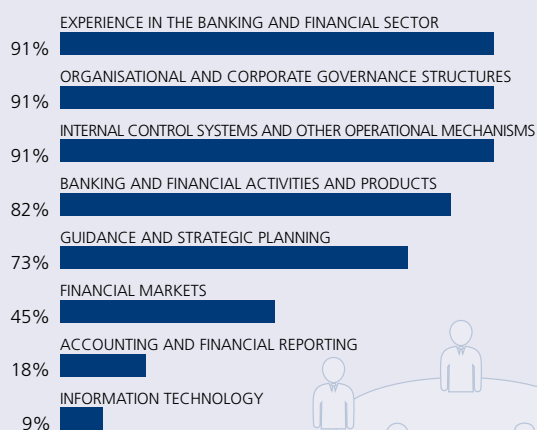 EXPERIENCE IN THE BANKING AND FINANCIAL SECTOR
91%
ORGANISATIONAL AND CORPORATE GOVERNANCE STRUCTURES
91%
INTERNAL CONTROL SYSTEMS AND OTHER OPERATIONAL MECHANISMS
91%
BANKING AND FINANCIAL ACTIVITIES AND PRODUCTS
82%
GUIDANCE AND STRATEGIC PLANNING
73%
FINANCIAL MARKETS
45%
ACCOUNTING AND FINANCIAL REPORTING
18%
INFORMATION TECHNOLOGY
9%